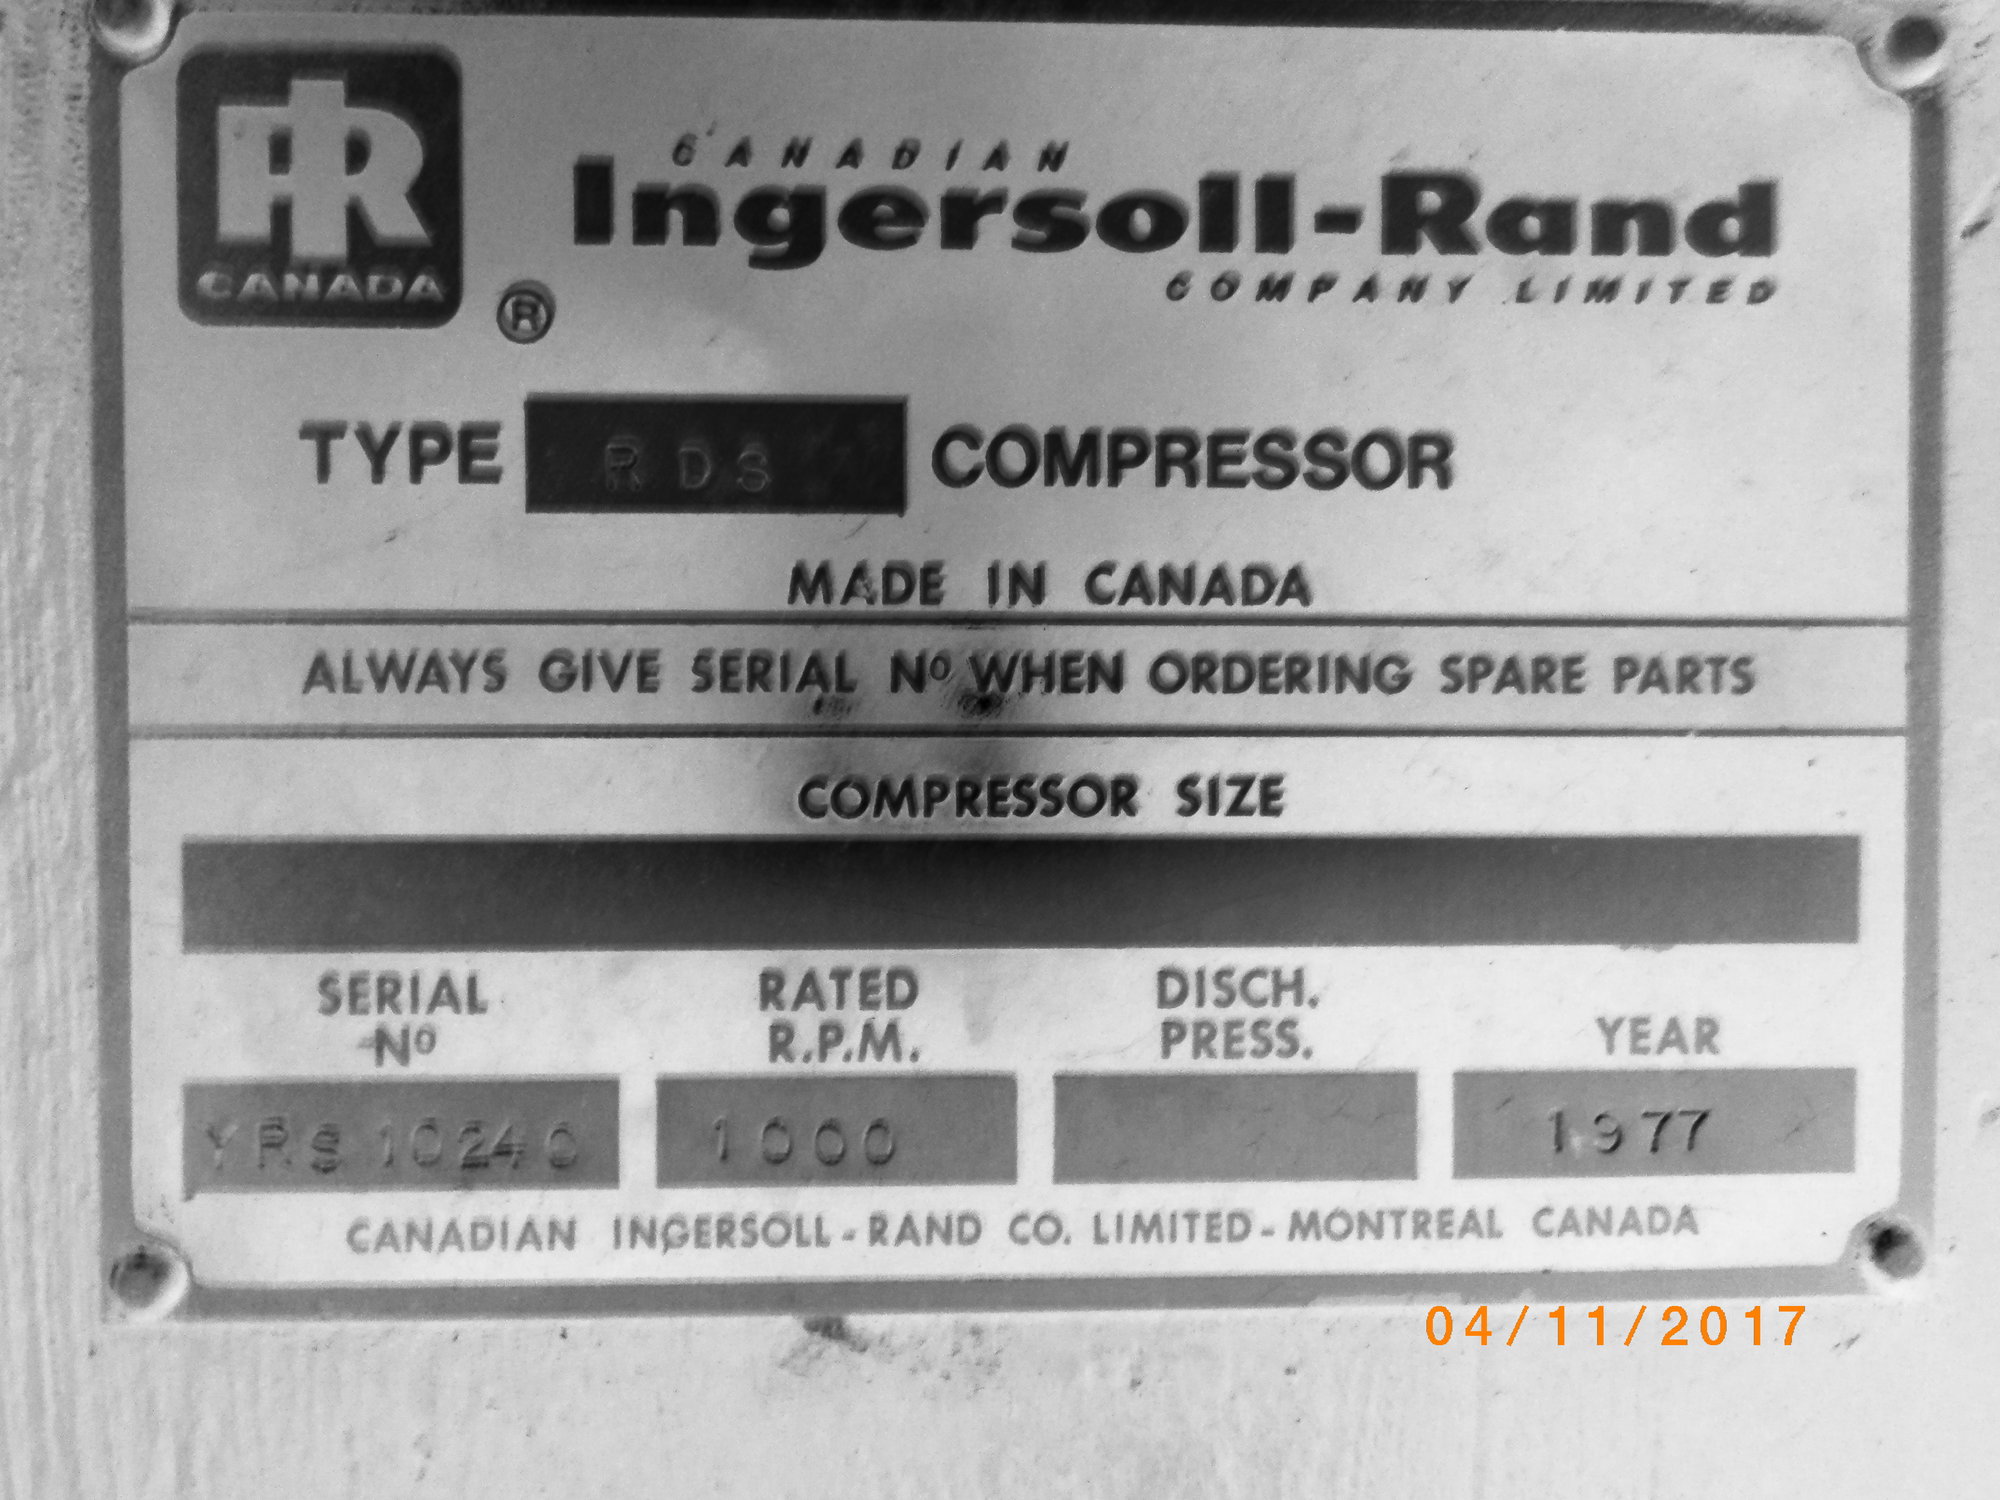 IR
CANADA
®
CANADIAN
Ingersoll-Rand
COMPANY LIMITED
TYPE RDS COMPRESSOR
MADE IN CANADA
ALWAYS GIVE SERIAL Nº WHEN ORDERING SPARE PARTS
COMPRESSOR SIZE
SERIAL Nº
RATED R.P.M.
DISCH. PRESS.
YEAR
YRS 10240
1000
1977
CANADIAN INGERSOLL-RAND CO. LIMITED-MONTREAL CANADA
04/11/2017